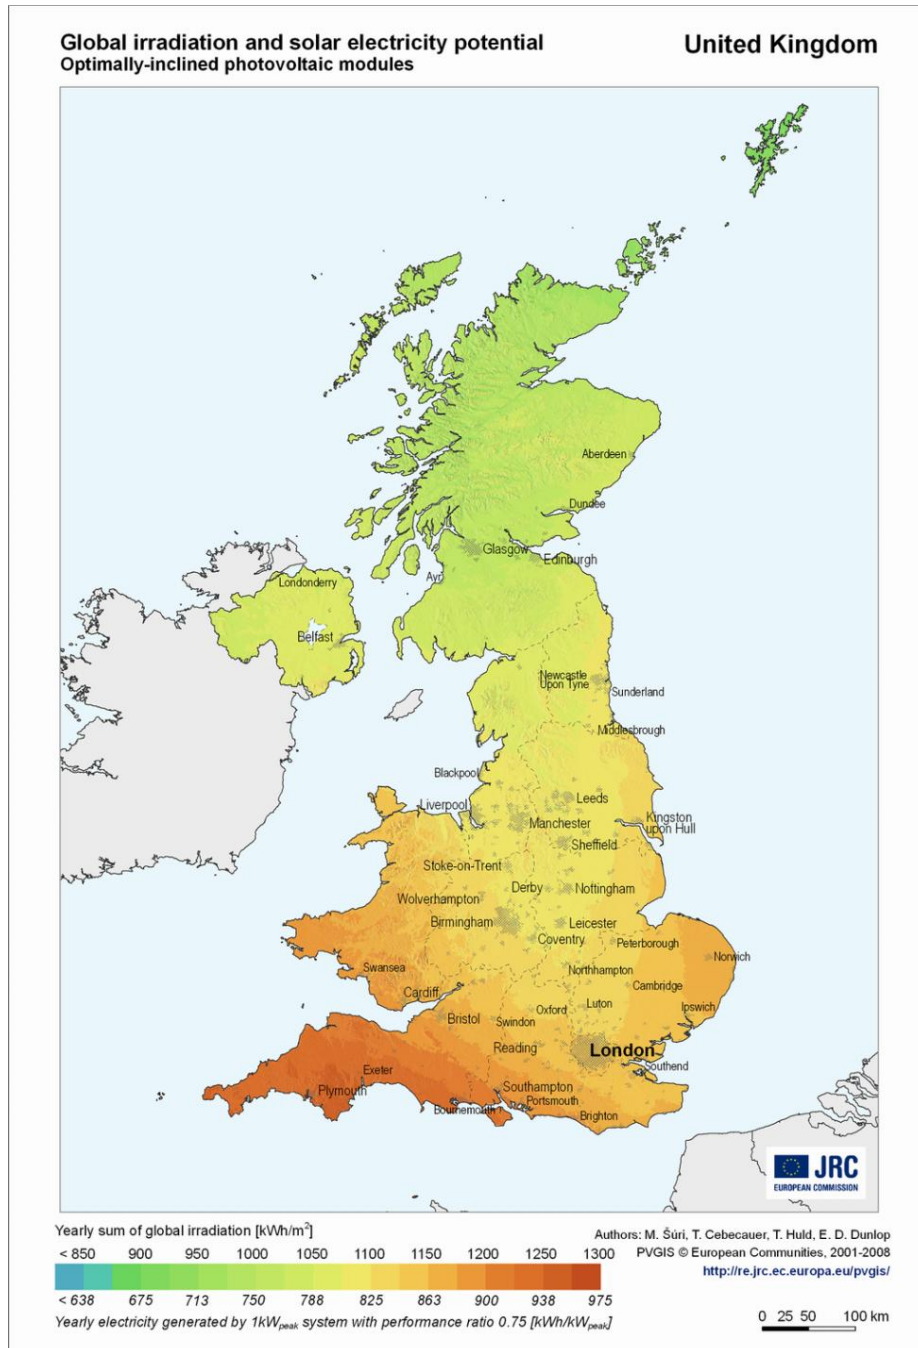 Global irradiation and solar electricity potential
Optimally-inclined photovoltaic modules
United Kingdom
Aberdeen
Dundee
Glasgow
Edinburgh
Ayr
Londonderry
Belfast
Newcastle
Upon Tyne
Sunderland
Middlesbrough
Blackpool
Leeds
Liverpool
Manchester
Kingston
upon Hull
Sheffield
Stoke-on-Trent
Derby
Nottingham
Wolverhampton
Birmingham
Leicester
Coventry
Peterborough
Norwich
Swansea
Northhampton
Cardiff
Cambridge
Luton
Ipswich
Oxford
Bristol
Swindon
Reading
London
Southend
Exeter
Plymouth
Southampton
Portsmouth
Bournemouth
Brighton
JRC
EUROPEAN COMMISSION
Yearly sum of global irradiation [kWh/m²]
< 850 900 950 1000 1050 1100 1150 1200 1250 1300
< 638 675 713 750 788 825 863 900 938 975
Yearly electricity generated by 1kWpeak system with performance ratio 0.75 [kWh/kWpeak]
Authors: M. Šúri, T. Cebecauer, T. Huld, E. D. Dunlop
PVGIS © European Communities, 2001-2008
http://re.jrc.ec.europa.eu/pvgis/
0 25 50 100 km